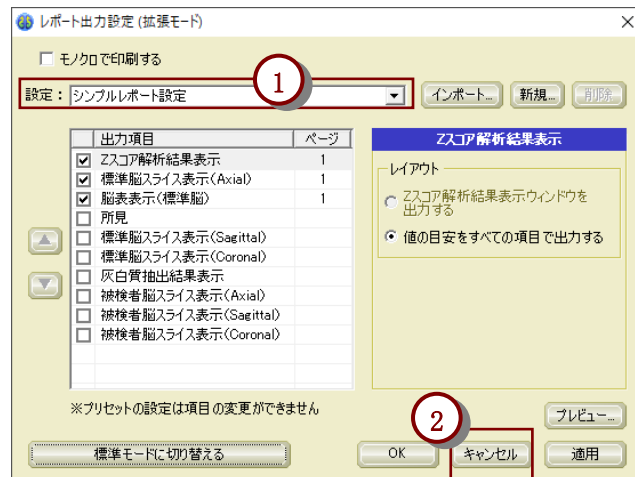 レポート出力設定 (拡張モード)
モノクロで印刷する
1
設定： シンプルレポート設定 インポート... 新規... 削除
出力項目 ページ
Zスコア解析結果表示 1
標準脳スライス表示(Axial) 1
脳表表示(標準脳) 1
所見
標準脳スライス表示(Sagittal)
標準脳スライス表示(Coronal)
灰白質抽出結果表示
被検者脳スライス表示(Axial)
被検者脳スライス表示(Sagittal)
被検者脳スライス表示(Coronal)
Zスコア解析結果表示
レイアウト
Zスコア解析結果表示ウィンドウを
出力する
値の目安をすべての項目で出力する
※プリセットの設定は項目の変更ができません
2
プレビュー...
標準モードに切り替える OK キャンセル 適用